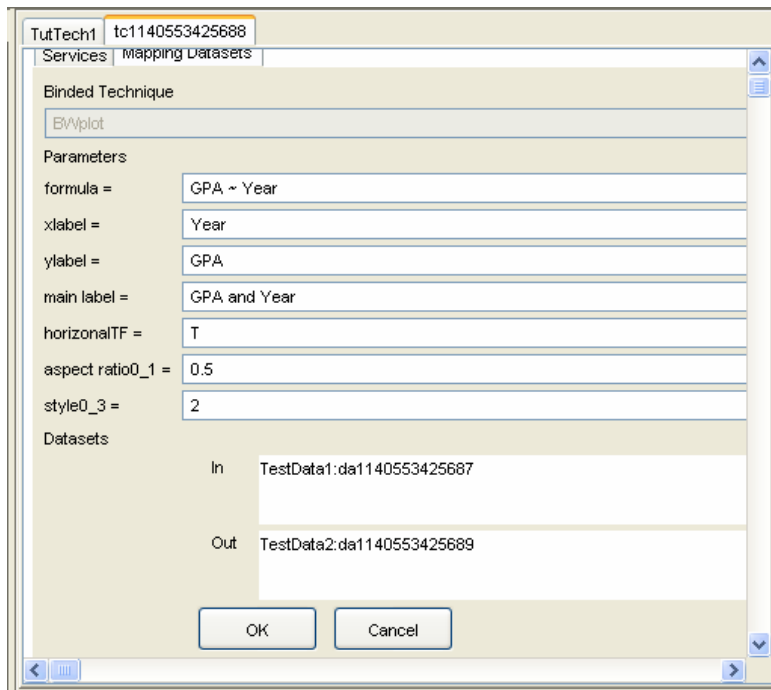 TutTech1 tc1140553425688
Services Mapping Datasets
Binded Technique
BWplot
Parameters
formula = GPA ~ Year
xlabel = Year
ylabel = GPA
main label = GPA and Year
horizonalTF = T
aspect ratio0_1 = 0.5
style0_3 = 2
Datasets
In TestData1:da1140553425687
Out TestData2:da1140553425689
OK Cancel